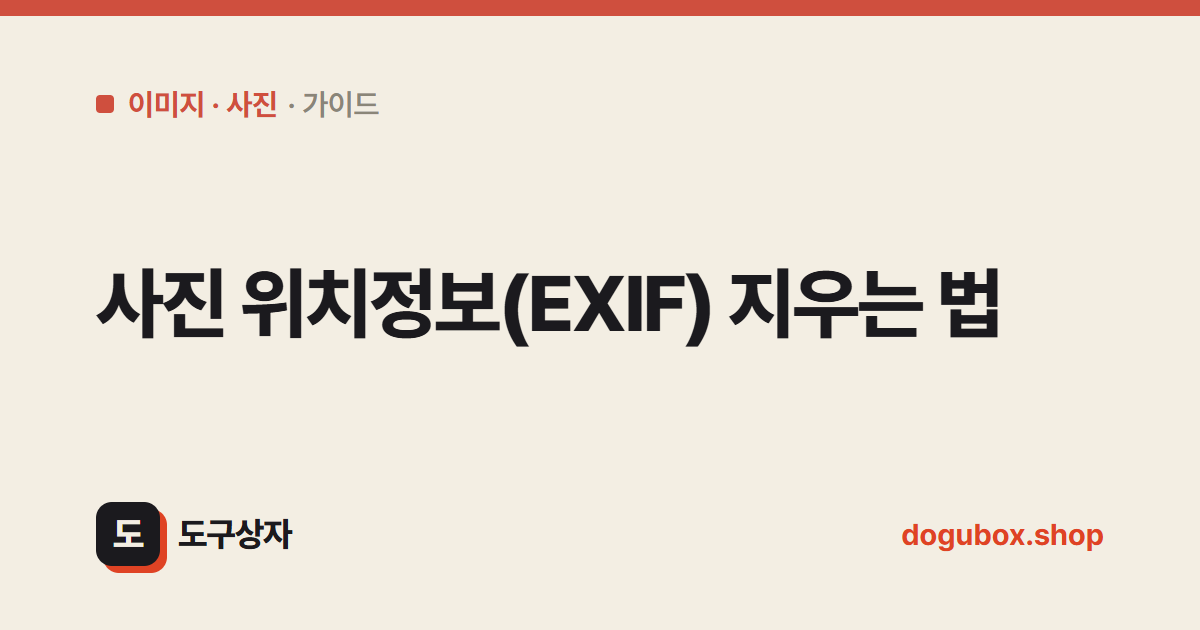 이미지 · 사진 · 가이드
사진 위치정보(EXIF) 지우는 법
도 도구상자
dogubox.shop